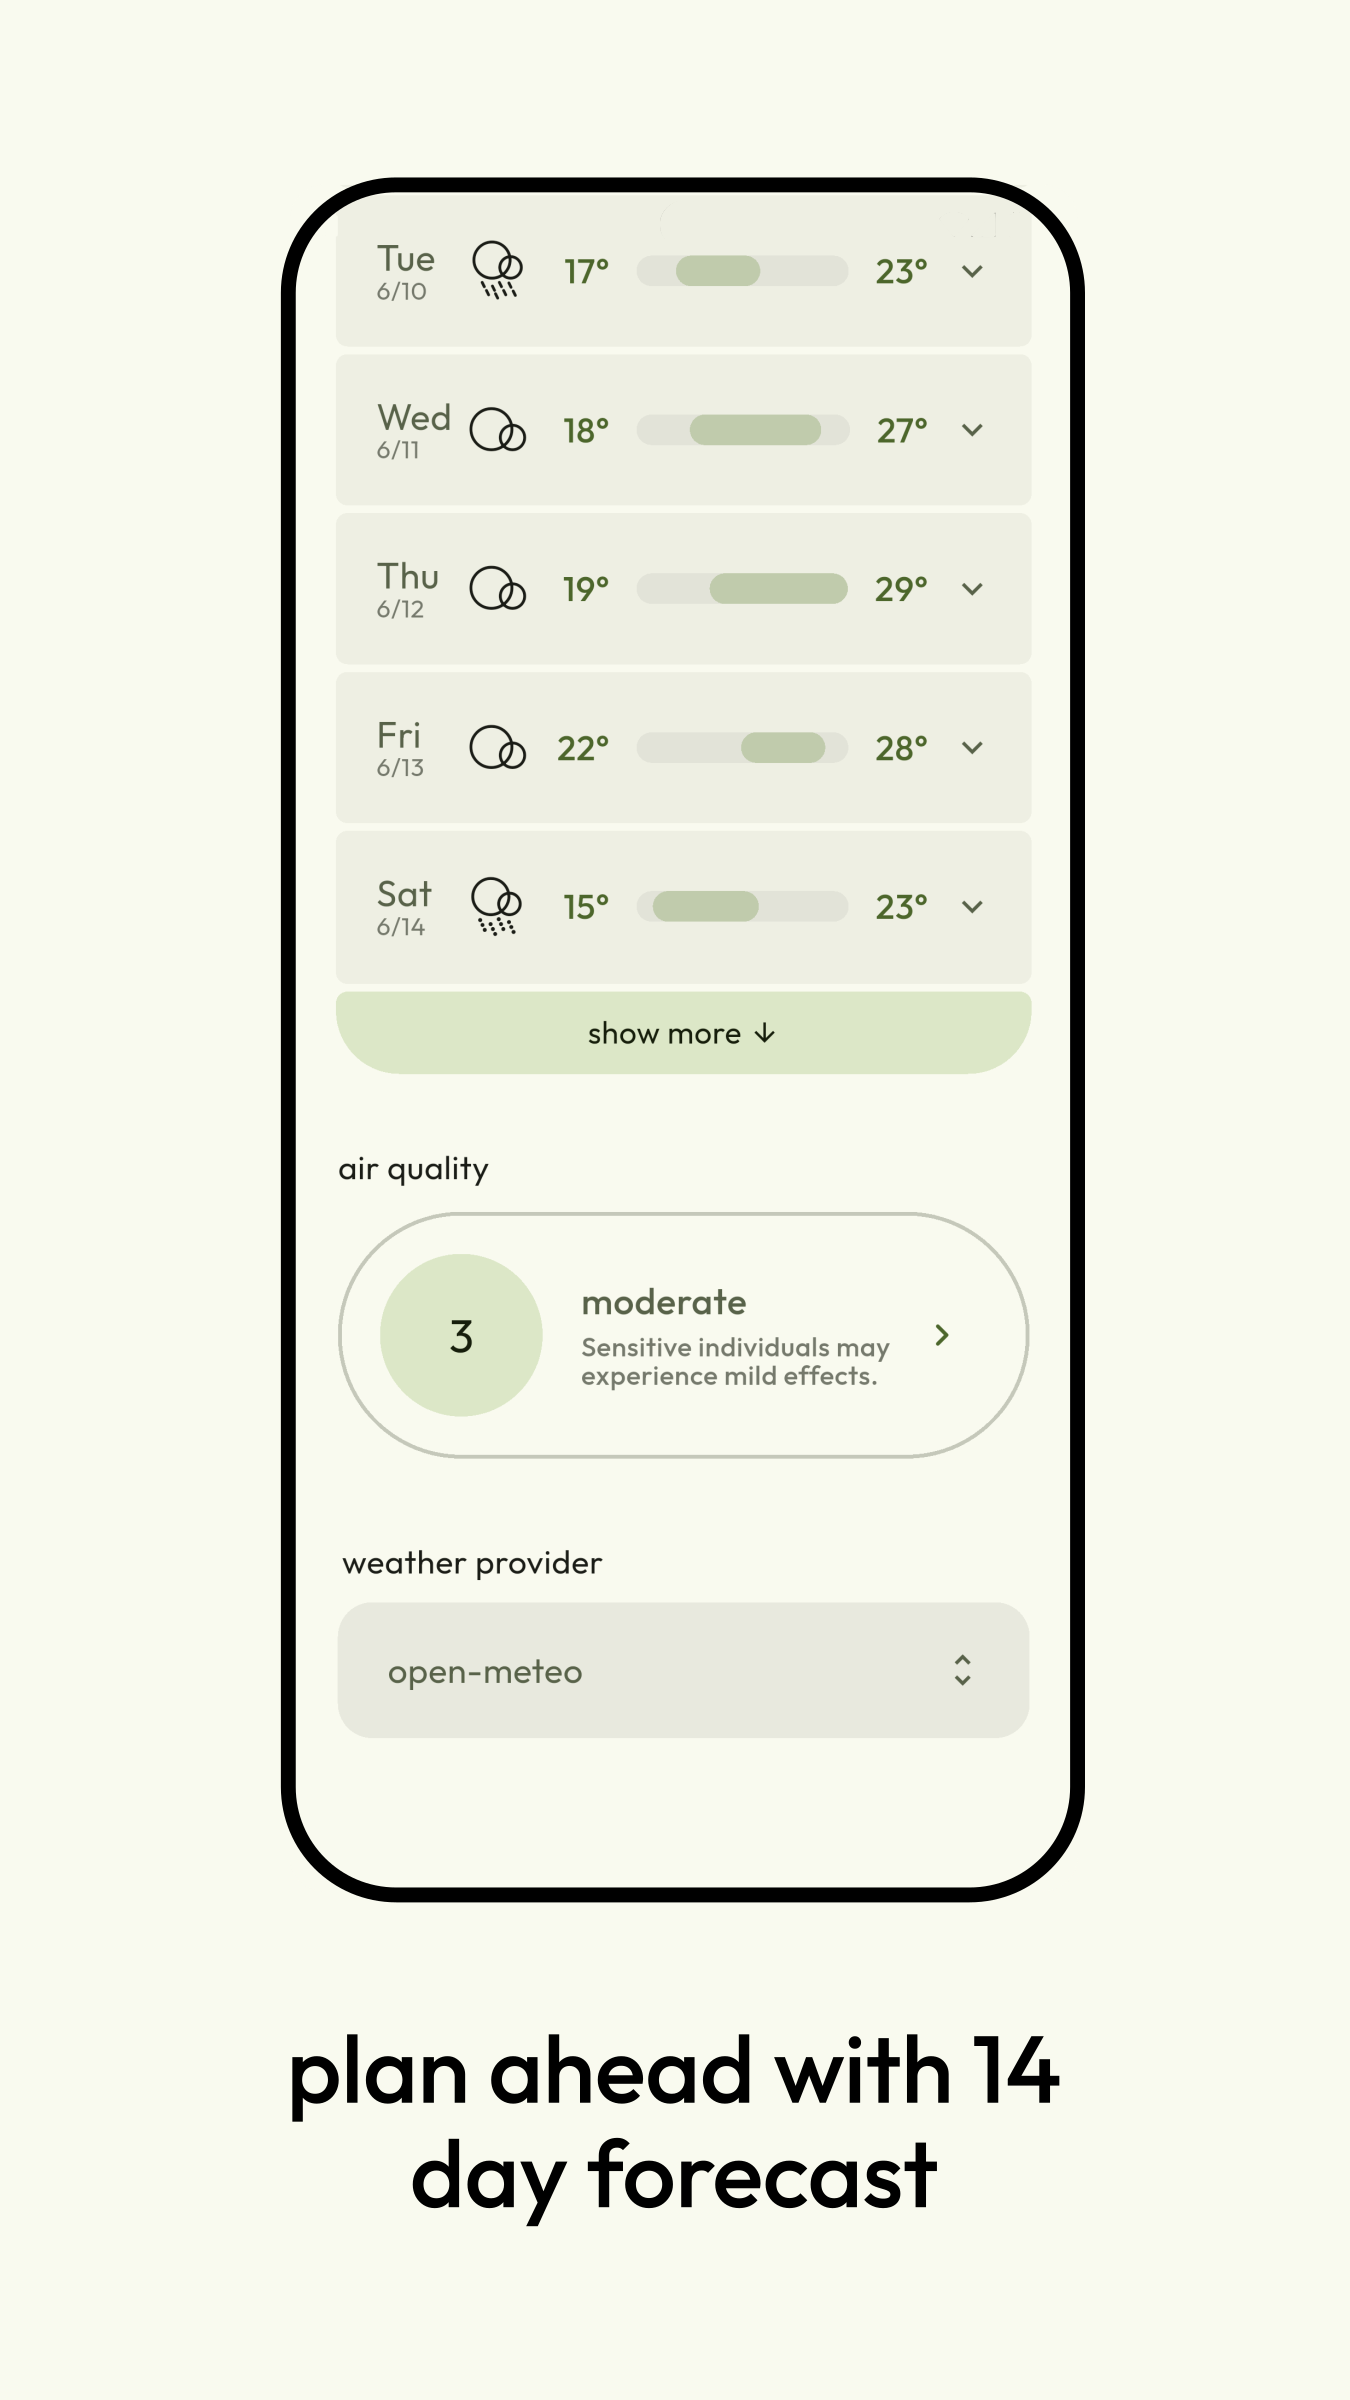 Tue 17° 23°
6/10
Wed 18° 27°
6/11
Thu 19° 29°
6/12
Fri 22° 28°
6/13
Sat 15° 23°
6/14
show more ↓
air quality
3
moderate
Sensitive individuals may
experience mild effects.
weather provider
open-meteo
plan ahead with 14
day forecast